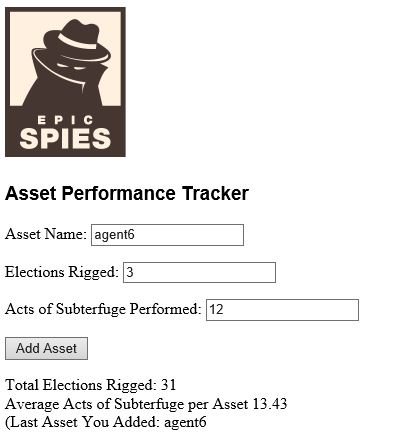 EPIC
SPIES
Asset Performance Tracker
Asset Name: agent6
Elections Rigged: 3
Acts of Subterfuge Performed: 12
Add Asset
Total Elections Rigged: 31
Average Acts of Subterfuge per Asset 13.43
(Last Asset You Added: agent6